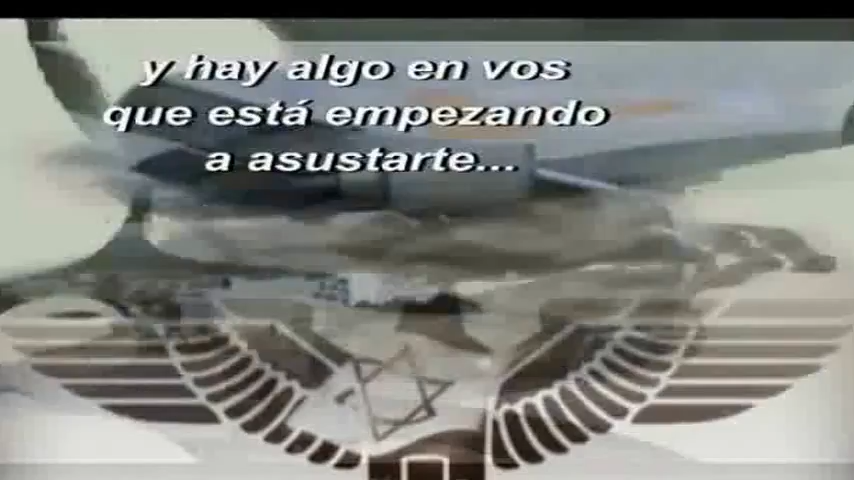 y hay algo en vos
que está empezando
a asustarte...